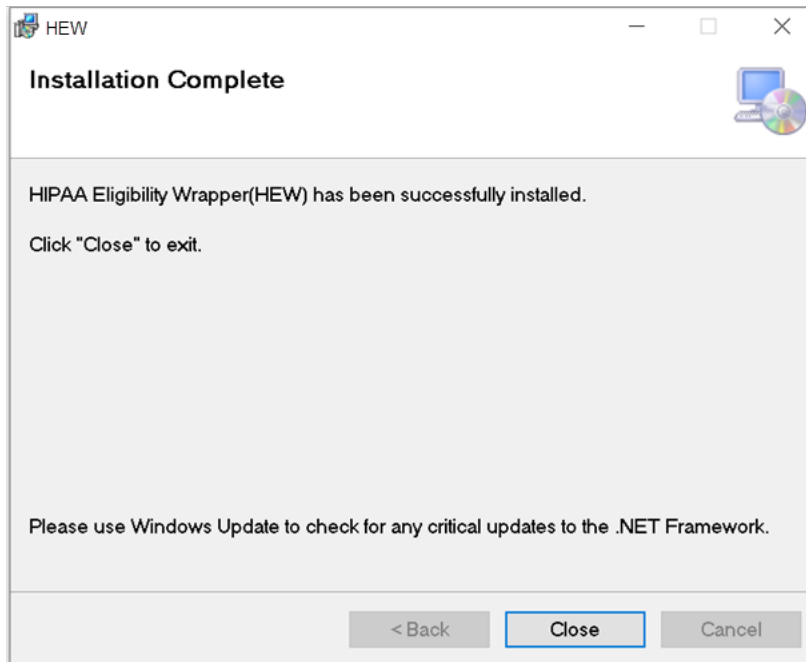 HEW
Installation Complete
HIPAA Eligibility Wrapper(HEW) has been successfully installed.
Click "Close" to exit.
Please use Windows Update to check for any critical updates to the .NET Framework.
< Back
Close
Cancel